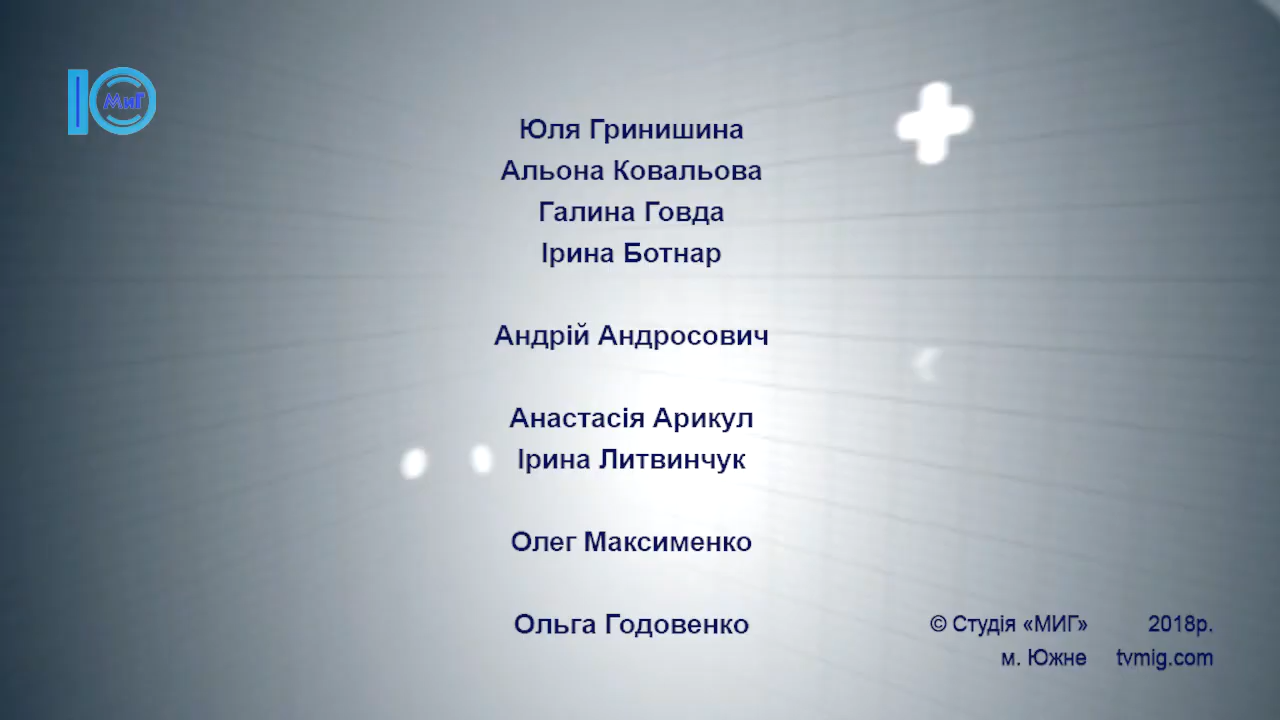 МиГ
Юля Гринишина
Альона Ковальова
Галина Говда
Ірина Ботнар
Андрій Андросович
Анастасія Арикул
Ірина Литвинчук
Олег Максименко
Ольга Годовенко
© Студія «МИГ» 2018р.
м. Южне tvmig.com